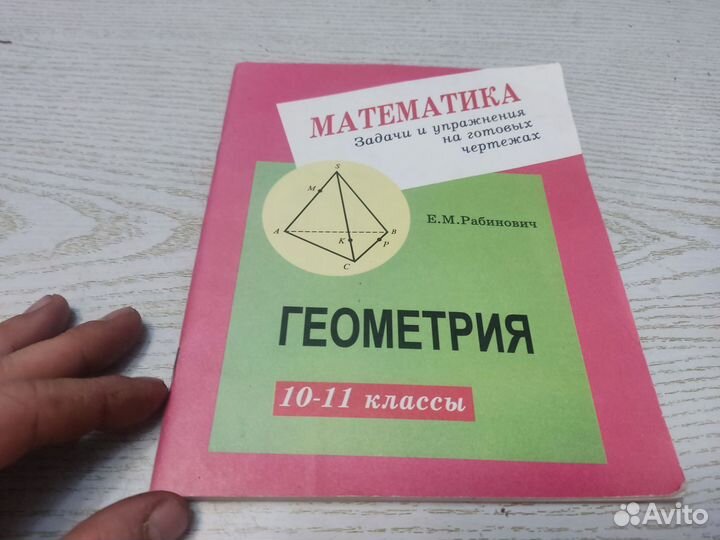 МАТЕМАТИКА
Задачи и упражнения
на готовых
чертежах
S
M
A
B
K
P
C
Е.М.Рабинович
ГЕОМЕТРИЯ
10-11 классы
Avito